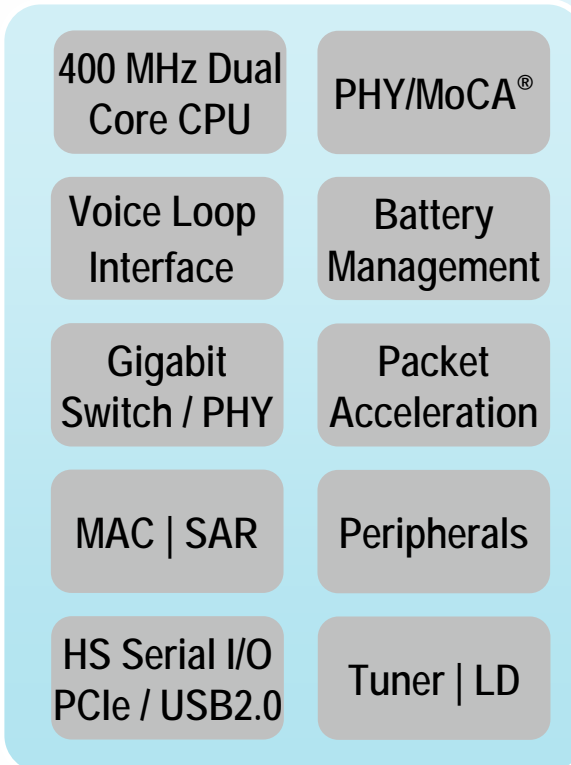 400 MHz Dual
Core CPU
PHY/MoCA®
Voice Loop
Interface
Battery
Management
Gigabit
Switch / PHY
Packet
Acceleration
MAC | SAR
Peripherals
HS Serial I/O
PCIe / USB2.0
Tuner | LD